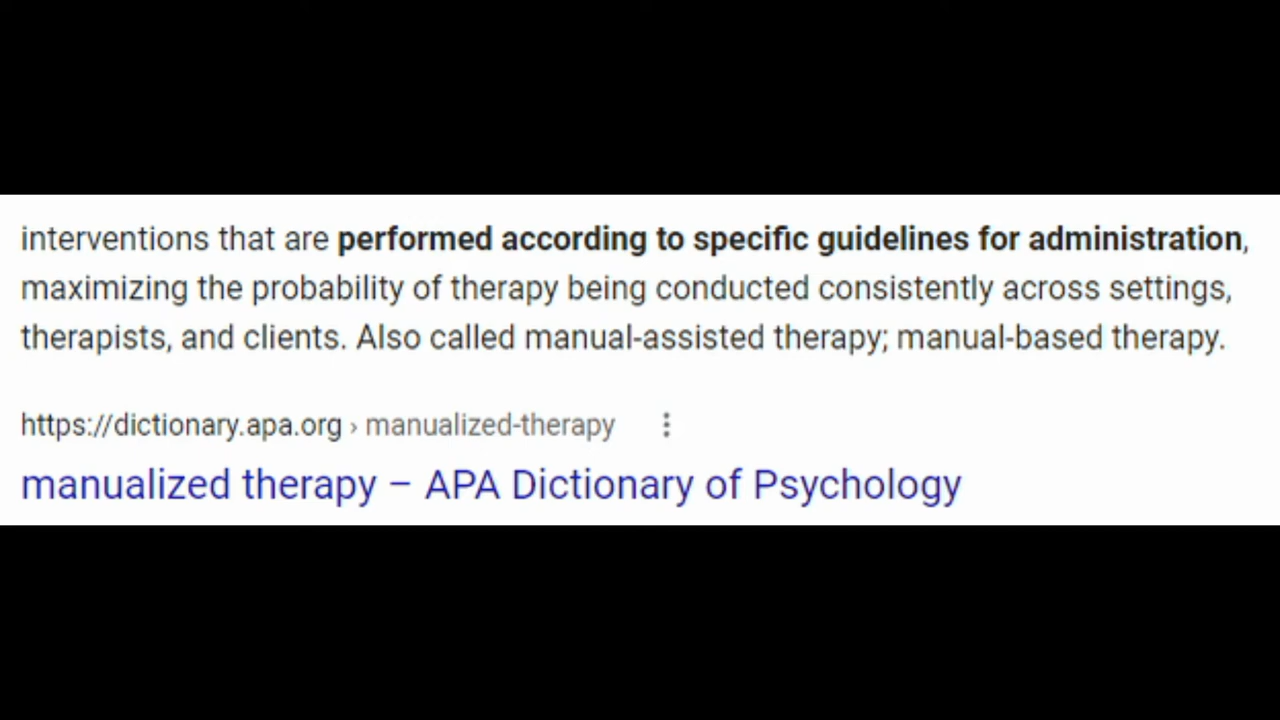 interventions that are performed according to specific guidelines for administration,
maximizing the probability of therapy being conducted consistently across settings,
therapists, and clients. Also called manual-assisted therapy; manual-based therapy.
https://dictionary.apa.org › manualized-therapy
manualized therapy – APA Dictionary of Psychology